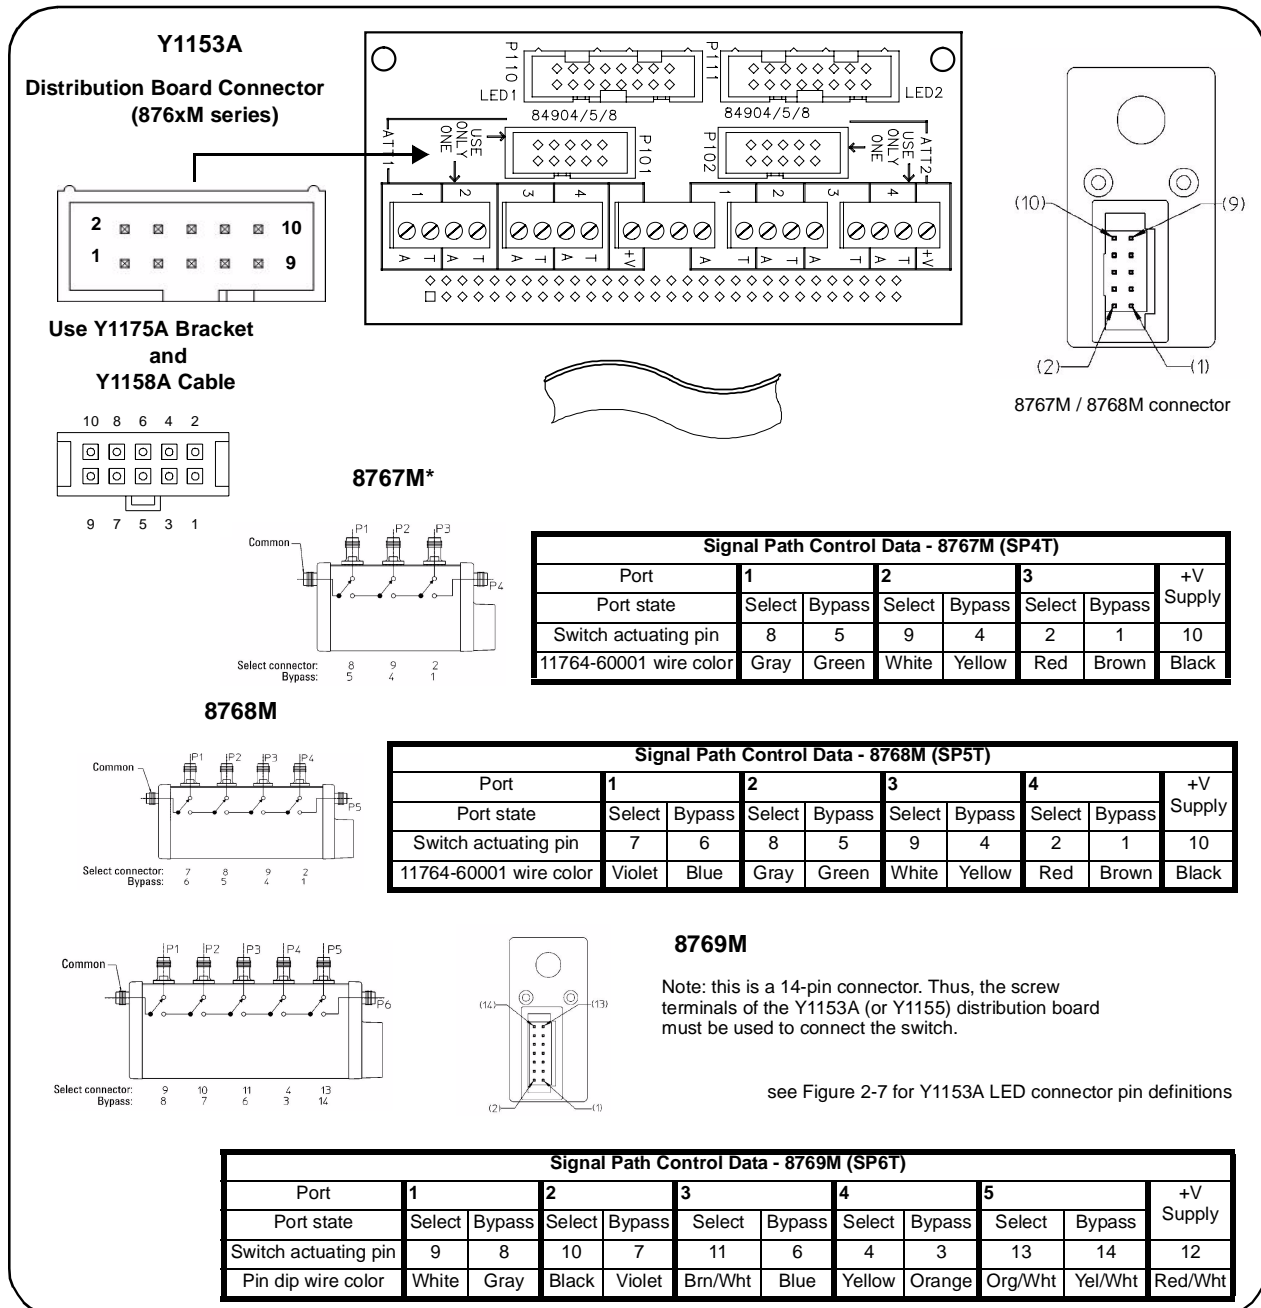 Y1153A
Distribution Board Connector
(876xM series)
P110
P111
LED1
LED2
84904/5/8
84904/5/8
ATT1
USE
ONLY
ONE
P101
P102
USE
ONLY
ONE
ATT2
1 2 3 4 1 2 3 4
A T T A A T +V A T A T A T +V
2 10
1 9
Use Y1175A Bracket
and
Y1158A Cable
10 8 6 4 2
9 7 5 3 1
(10) (9)
(2) (1)
8767M / 8768M connector
8767M*
Common P1 P2 P3 P4
Select connector: 8 9 2
Bypass: 5 4 1
Signal Path Control Data - 8767M (SP4T)
Port 1 2 3 +V Supply
Port state Select Bypass Select Bypass Select Bypass
Switch actuating pin 8 5 9 4 2 1 10
11764-60001 wire color Gray Green White Yellow Red Brown Black
8768M
Common P1 P2 P3 P4 P5
Select connector: 7 8 9 2
Bypass: 6 5 4 1
Signal Path Control Data - 8768M (SP5T)
Port 1 2 3 4 +V Supply
Port state Select Bypass Select Bypass Select Bypass Select Bypass
Switch actuating pin 7 6 8 5 9 4 2 1 10
11764-60001 wire color Violet Blue Gray Green White Yellow Red Brown Black
Common P1 P2 P3 P4 P5 P6
Select connector: 9 10 11 4 13
Bypass: 8 7 6 3 14
(14) (13)
(2) (1)
8769M
Note: this is a 14-pin connector. Thus, the screw
terminals of the Y1153A (or Y1155) distribution board
must be used to connect the switch.
see Figure 2-7 for Y1153A LED connector pin definitions
Signal Path Control Data - 8769M (SP6T)
Port 1 2 3 4 5 +V Supply
Port state Select Bypass Select Bypass Select Bypass Select Bypass Select Bypass
Switch actuating pin 9 8 10 7 11 6 4 3 13 14 12
Pin dip wire color White Gray Black Violet Brn/Wht Blue Yellow Orange Org/Wht Yel/Wht Red/Wht